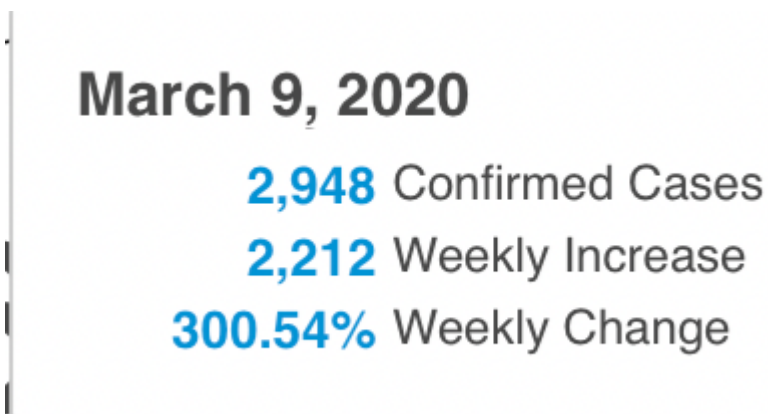 March 9, 2020
2,948 Confirmed Cases
2,212 Weekly Increase
300.54% Weekly Change